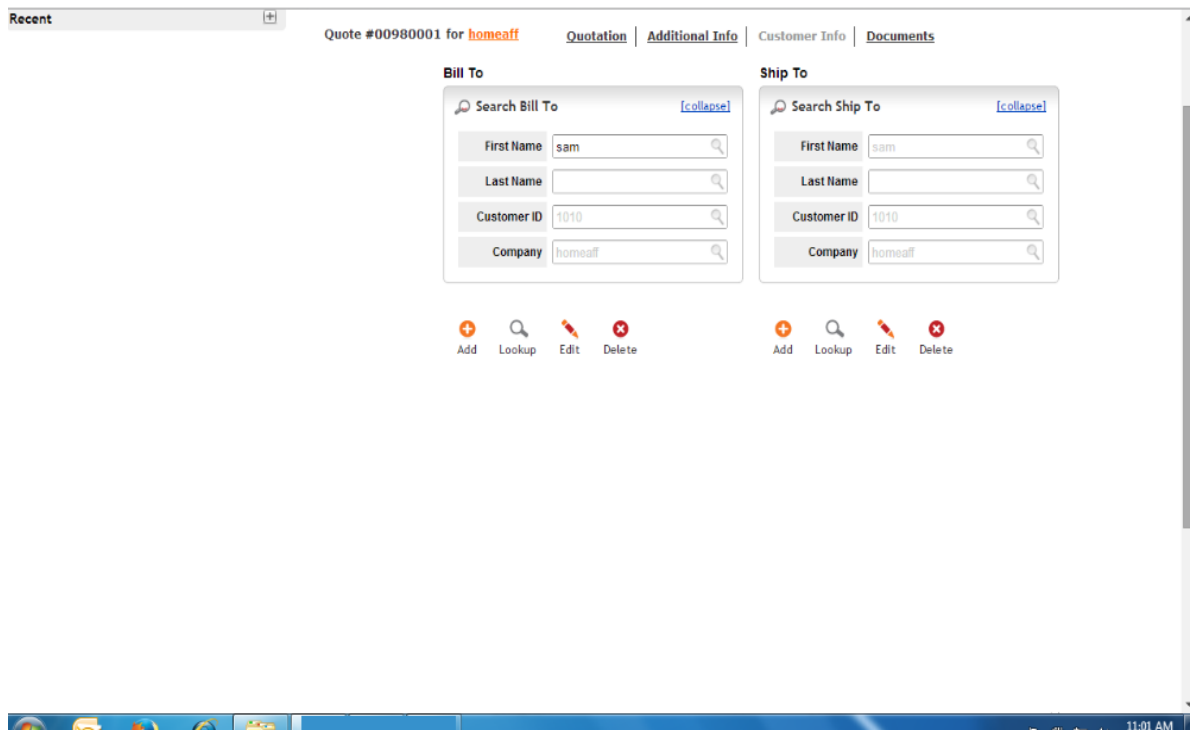 Recent
Quote #00980001 for homeaff Quotation | Additional Info | Customer Info | Documents
Bill To Ship To
Search Bill To [collapse] Search Ship To [collapse]
First Name sam First Name sam
Last Name Last Name
Customer ID 1010 Customer ID 1010
Company homeaff Company homeaff
Add Lookup Edit Delete Add Lookup Edit Delete
11:01 AM